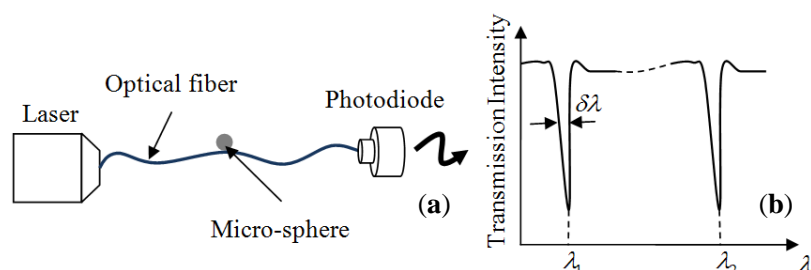 Laser
Optical fiber
Photodiode
Micro-sphere
(a)
Transmission Intensity
δλ
(b)
λ₁
λ₂
λ